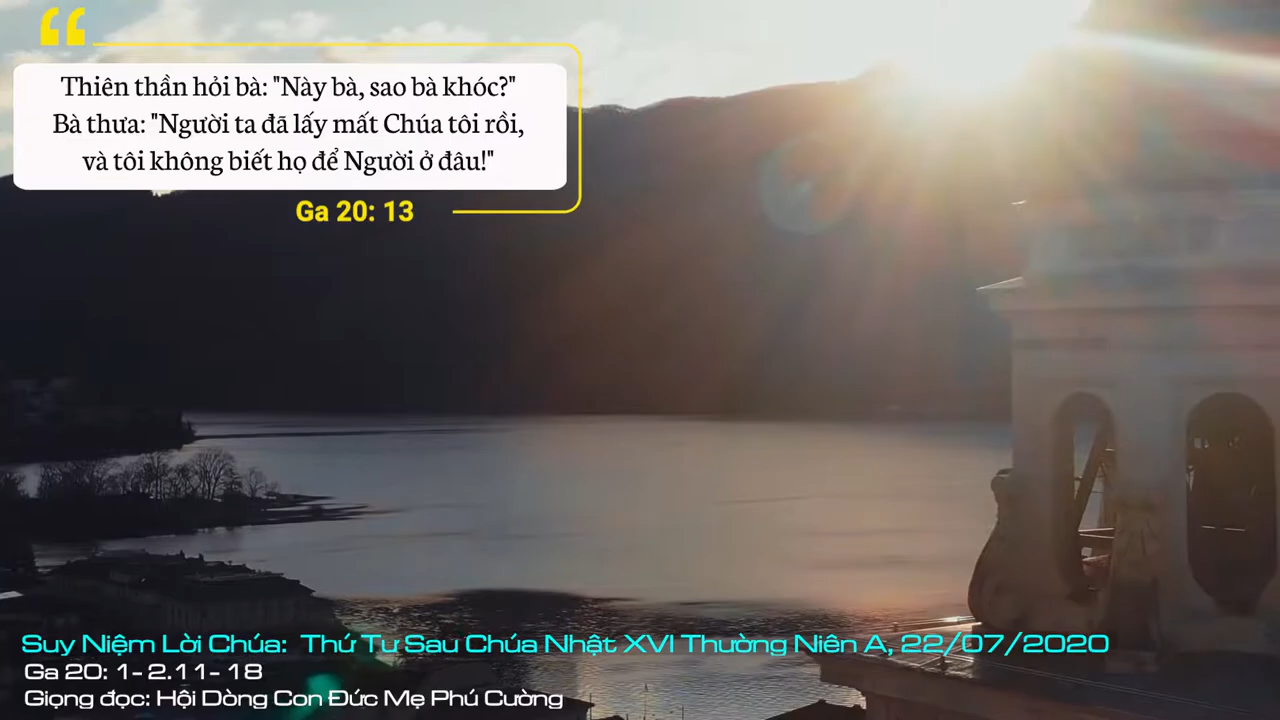 Thiên thần hỏi bà: "Này bà, sao bà khóc?"
Bà thưa: "Người ta đã lấy mất Chúa tôi rồi,
và tôi không biết họ để Người ở đâu!"
Ga 20: 13
Suy Niệm Lời Chúa: Thứ Tư Sau Chúa Nhật XVI Thường Niên A, 22/07/2020
Ga 20: 1- 2.11- 18
Giọng đọc: Hội Dòng Con Đức Mẹ Phú Cường